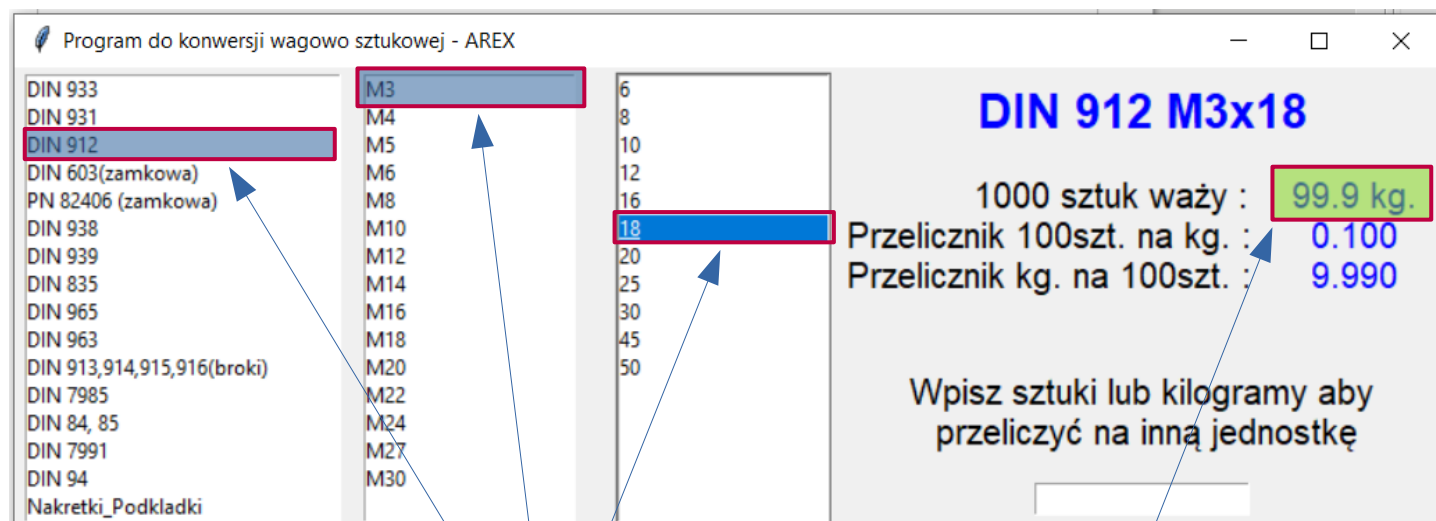 Program do konwersji wagowo sztukowej - AREX
DIN 933
DIN 931
DIN 912
DIN 603(zamkowa)
PN 82406 (zamkowa)
DIN 938
DIN 939
DIN 835
DIN 965
DIN 963
DIN 913,914,915,916(broki)
DIN 7985
DIN 84, 85
DIN 7991
DIN 94
Nakretki_Podkladki
M3
M4
M5
M6
M8
M10
M12
M14
M16
M18
M20
M22
M24
M27
M30
6
8
10
12
16
18
20
25
30
45
50
DIN 912 M3x18
1000 sztuk waży : 99.9 kg.
Przelicznik 100szt. na kg. : 0.100
Przelicznik kg. na 100szt. : 9.990
Wpisz sztuki lub kilogramy aby
przeliczyć na inną jednostkę